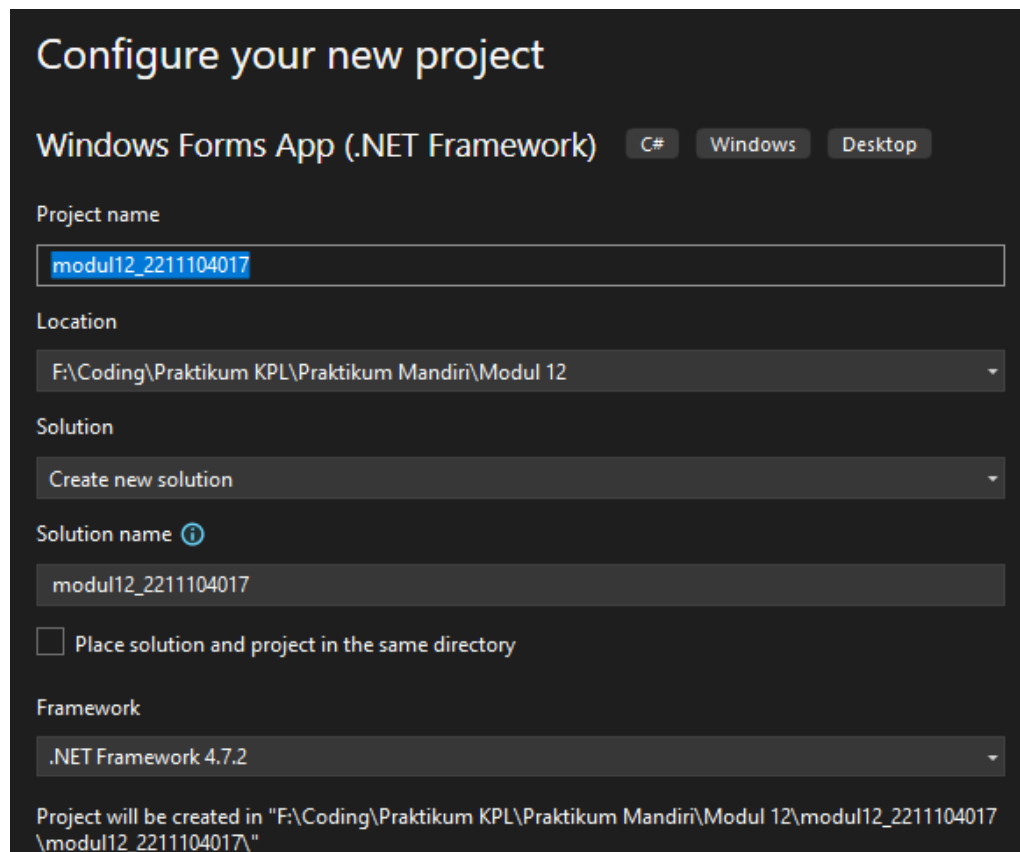 Configure your new project
Windows Forms App (.NET Framework) C# Windows Desktop
Project name
modul12_2211104017
Location
F:\Coding\Praktikum KPL\Praktikum Mandiri\Modul 12
Solution
Create new solution
Solution name
modul12_2211104017
Place solution and project in the same directory
Framework
.NET Framework 4.7.2
Project will be created in "F:\Coding\Praktikum KPL\Praktikum Mandiri\Modul 12\modul12_2211104017
\modul12_2211104017\"